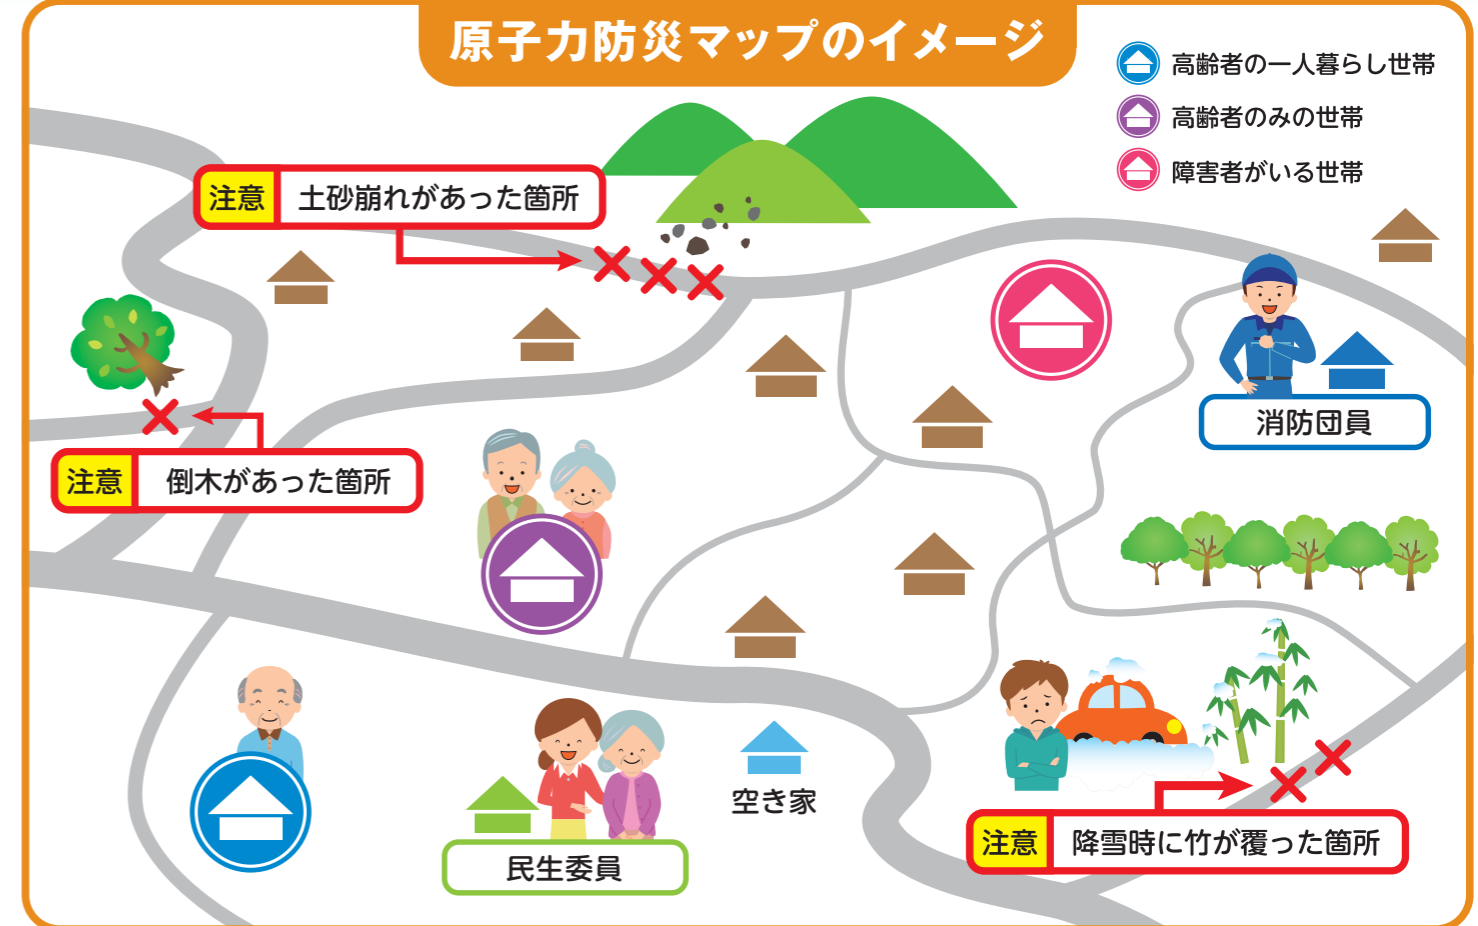 原子力防災マップのイメージ
高齢者の一人暮らし世帯
高齢者のみの世帯
障害者がいる世帯
注意 土砂崩れがあった箇所
消防団員
注意 倒木があった箇所
空き家
民生委員
注意 降雪時に竹が覆った箇所